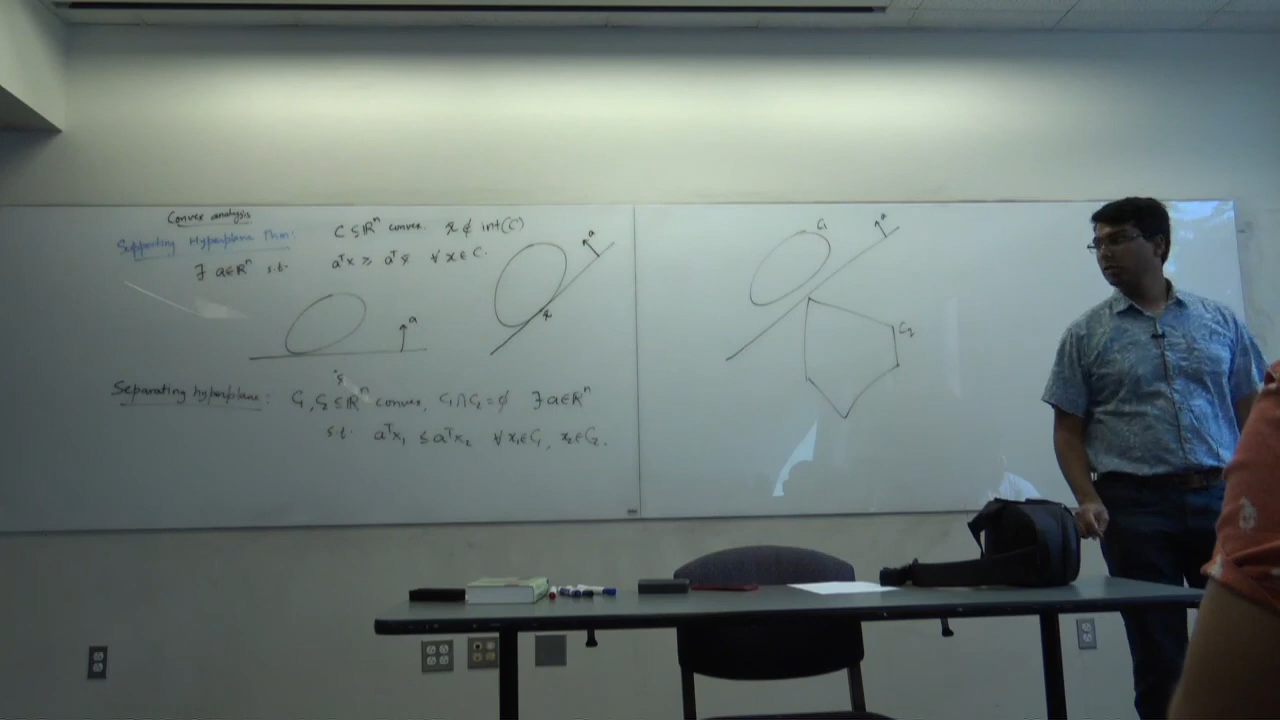 Convex analysis
Supporting Hyperplane Thm:
C ⊆ ℝⁿ convex. x̄ ∉ int(C)
∃ a∈ℝⁿ s.t. aᵀx ≥ aᵀx̄ ∀ x∈C.
a
x̄
a
x̄
Separating hyperplane: C₁, C₂ ⊆ ℝⁿ convex, C₁∩C₂=∅ ∃ a∈ℝⁿ
s.t. aᵀx₁ ≤ aᵀx₂ ∀ x₁∈C₁, x₂∈C₂.
C₁
a
C₂